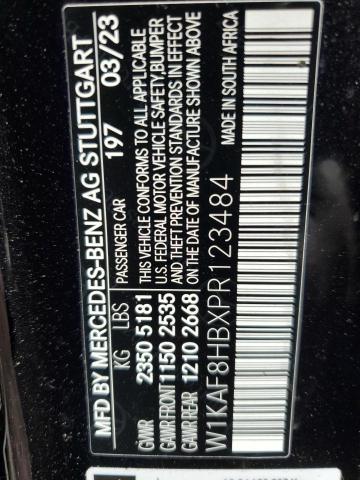 MFD BY MERCEDES-BENZ AG STUTTGART
197 03/23
KG LBS
GVWR 2350 5181
GAWR FRONT 1150 2535
GAWR REAR 1210 2668
PASSENGER CAR
THIS VEHICLE CONFORMS TO ALL APPLICABLE
U.S. FEDERAL MOTOR VEHICLE SAFETY,BUMPER
AND THEFT PREVENTION STANDARDS IN EFFECT
ON THE DATE OF MANUFACTURE SHOWN ABOVE
MADE IN SOUTH AFRICA
W1KAF8HBXPR123484